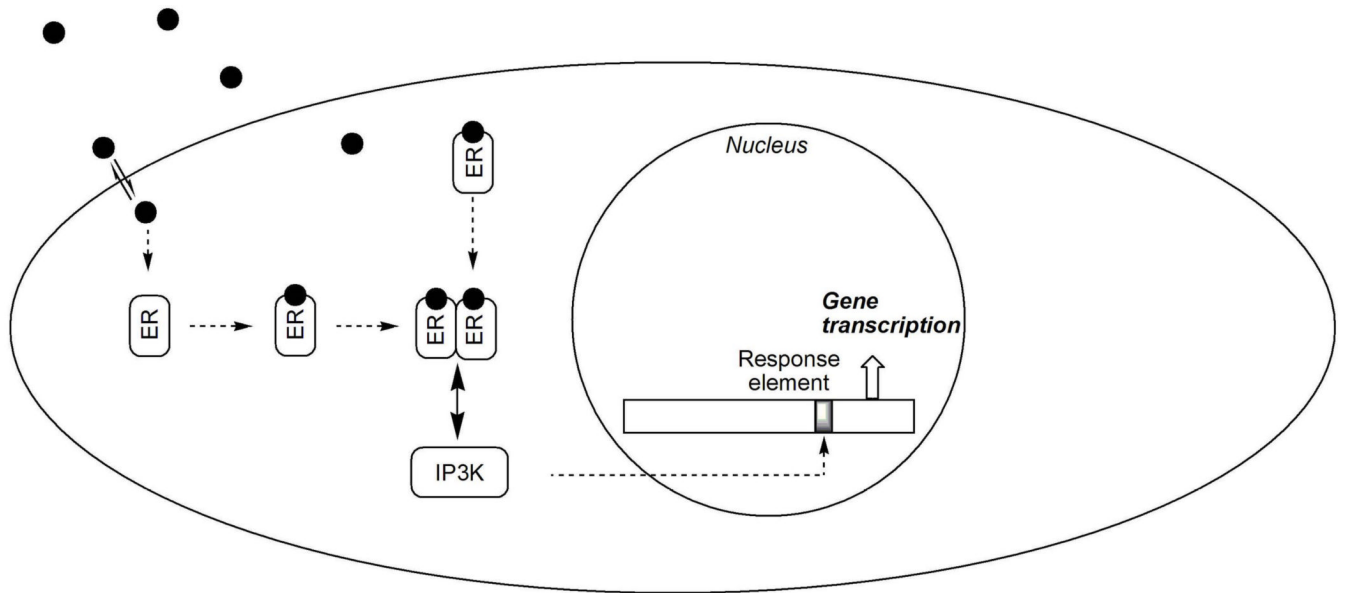 Nucleus
ER
ER
ER
ER
ER
Gene
transcription
Response
element
IP3K